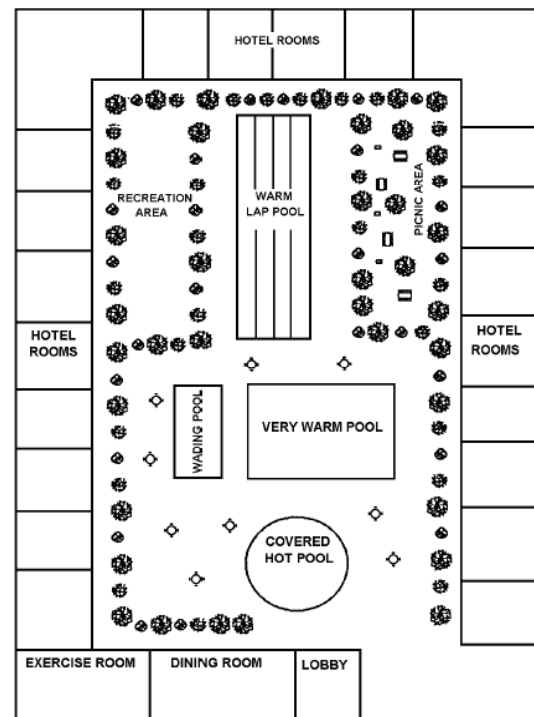 HOTEL ROOMS
RECREATION
AREA
WARM
LAP POOL
PICNIC AREA
HOTEL
ROOMS
HOTEL
ROOMS
WADING POOL
VERY WARM POOL
COVERED
HOT POOL
EXERCISE ROOM
DINING ROOM
LOBBY